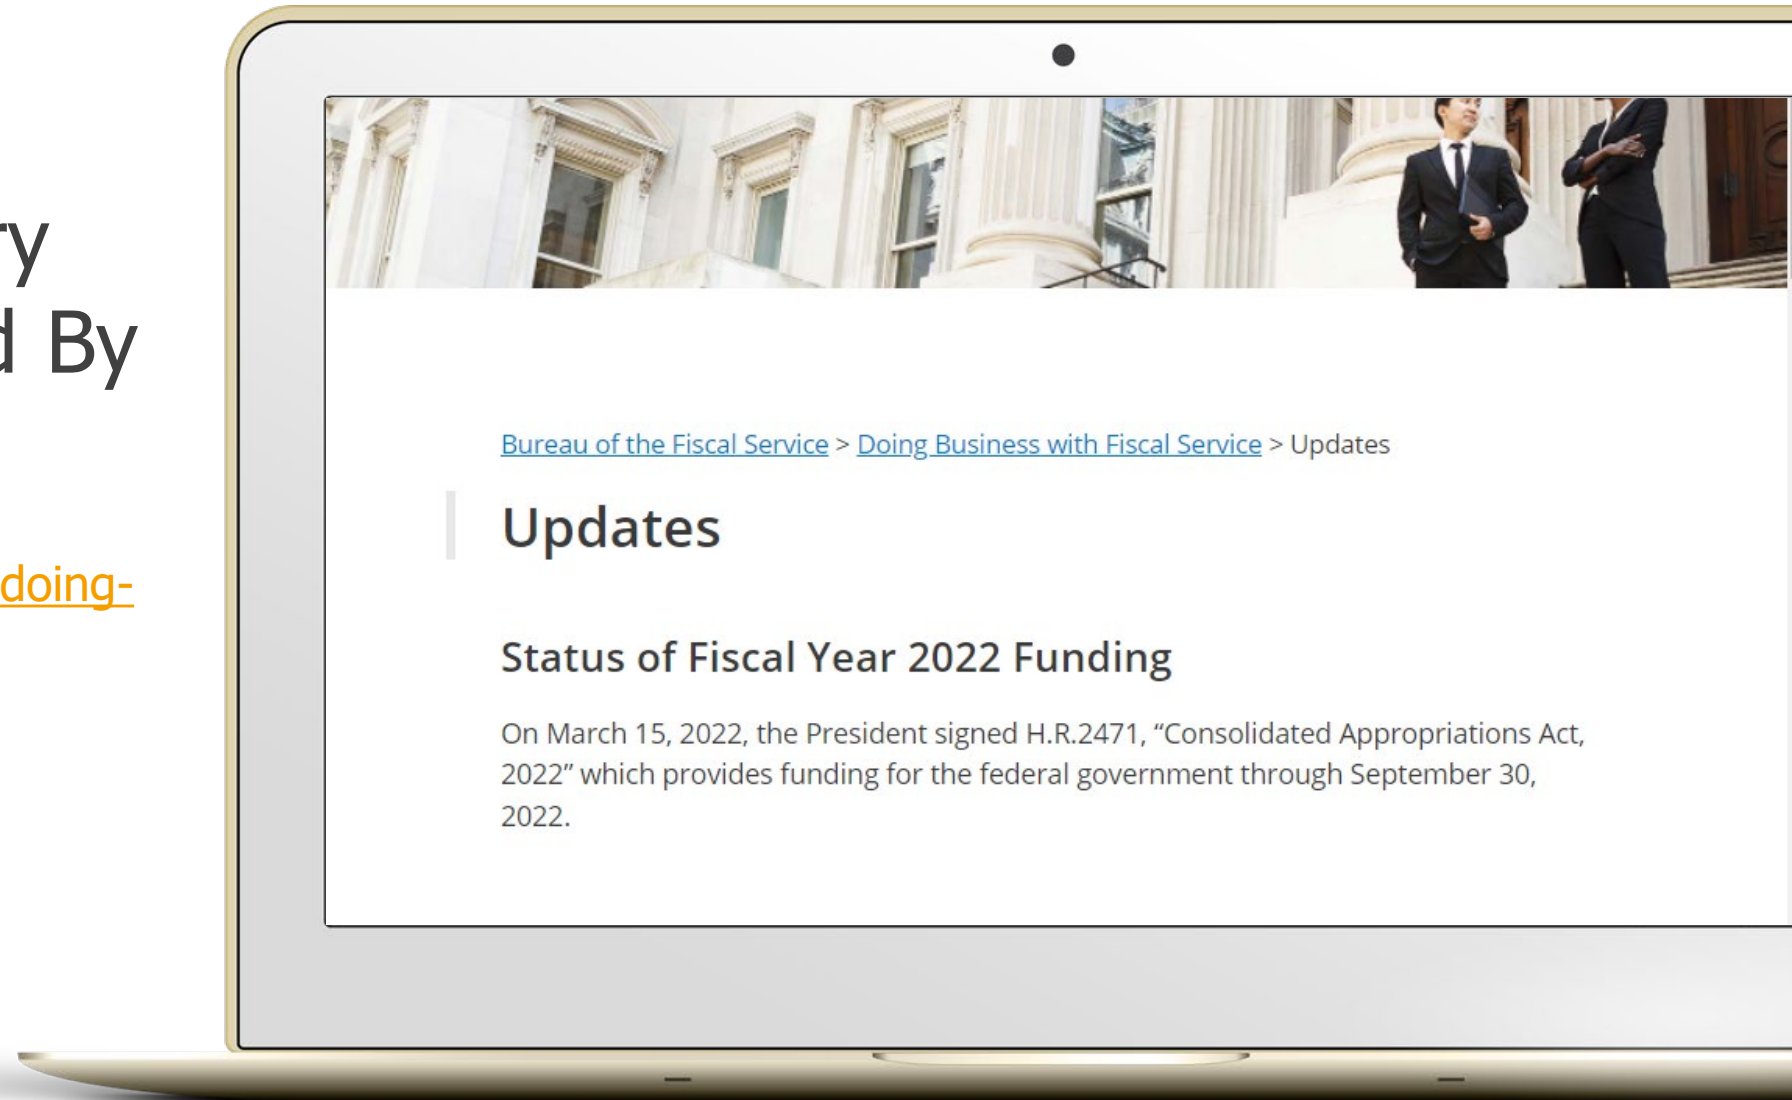 ry
d By
doing-
Bureau of the Fiscal Service > Doing Business with Fiscal Service > Updates
Updates
Status of Fiscal Year 2022 Funding
On March 15, 2022, the President signed H.R.2471, “Consolidated Appropriations Act,
2022” which provides funding for the federal government through September 30,
2022.